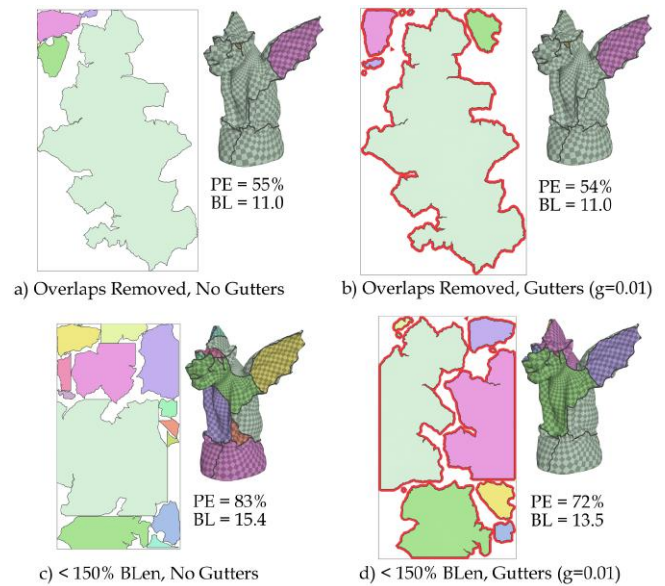 PE = 55%
BL = 11.0
PE = 54%
BL = 11.0
a) Overlaps Removed, No Gutters
b) Overlaps Removed, Gutters (g=0.01)
PE = 83%
BL = 15.4
PE = 72%
BL = 13.5
c) < 150% BLen, No Gutters
d) < 150% BLen, Gutters (g=0.01)